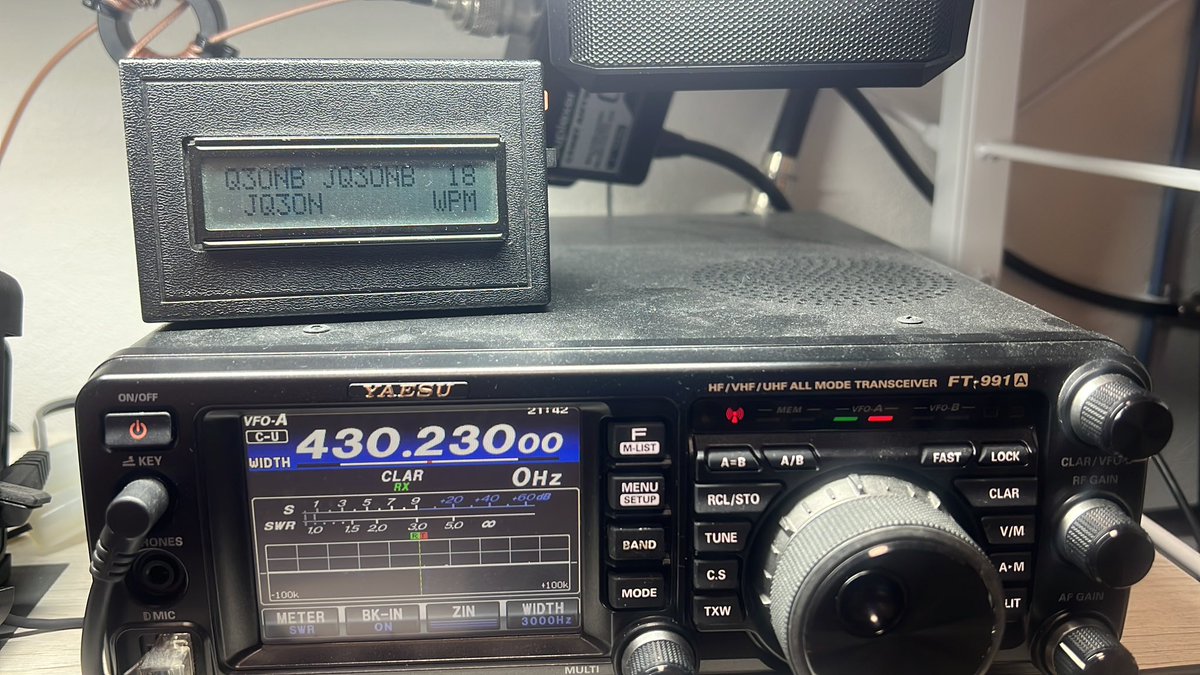 Q3ONB JQ3ONB 18
JQ3ON WPM
YAESU
HF/VHF/UHF ALL MODE TRANSCEIVER FT-991A
ON/OFF
KEY
PHONES
MIC
VFO-A
21:42
C-U
430.23000
WIDTH
CLAR
RX
0Hz
S 1 3 5 7 9 +20 +40 +60dB
SWR 1.0 1.5 2.0 3.0 5.0 ∞
R T
-100k
+100k
METER
SWR
BK-IN
ON
ZIN
WIDTH
3000Hz
MULTI
F
M-LIST
MENU
SETUP
BAND
MODE
MEM
VFO-A
VFO-B
A=B
A/B
FAST
LOCK
RCL/STO
TUNE
C.S
TXW
CLAR
V/M
A▸M
LIT
CLAR/VFO-
RF GAIN
AF GAIN